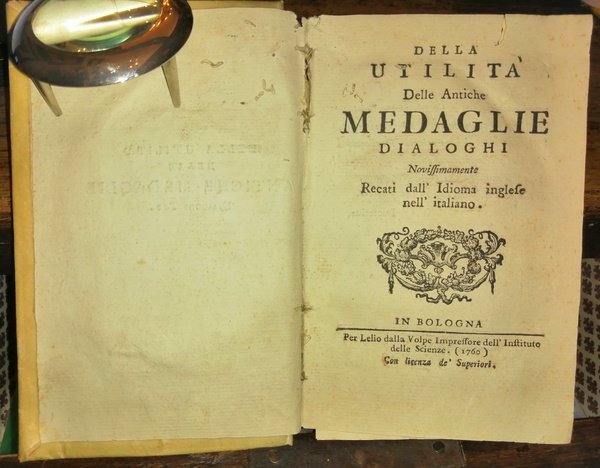 DELLA
UTILITÀ
Delle Antiche
MEDAGLIE
DIALOGHI
Noviſſimamente
Recati dall' Idioma ingleſe
nell' italiano.
IN BOLOGNA
Per Lelio dalla Volpe Impreſſore dell' Inſtituto
delle Scienze. (1760)
Con licenza de' Superiori.